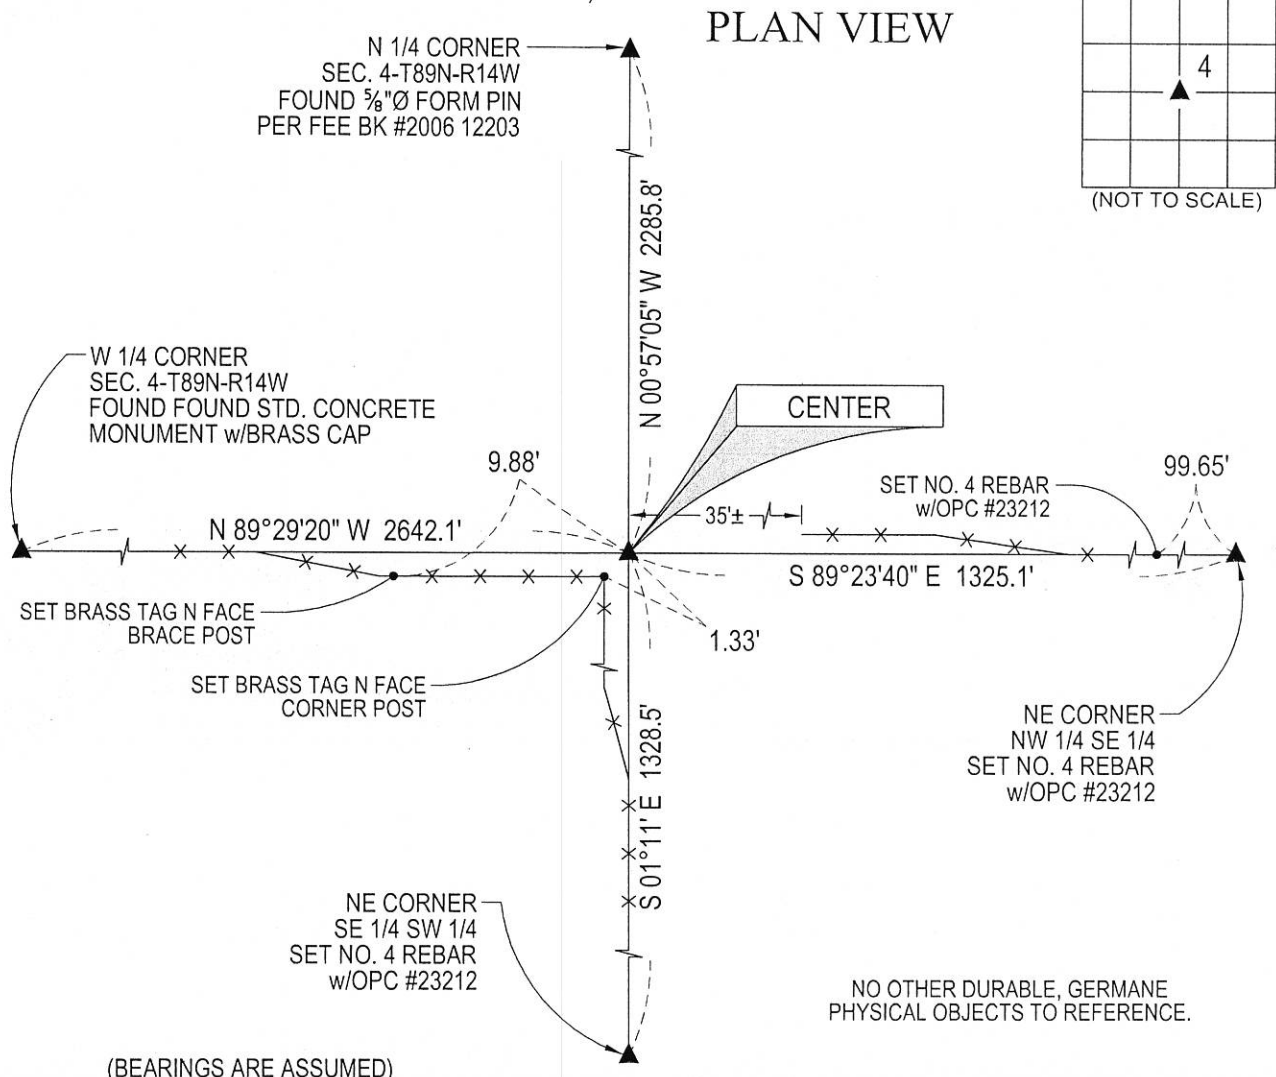 PLAN VIEW
N 1/4 CORNER
SEC. 4-T89N-R14W
FOUND ⅝"Ø FORM PIN
PER FEE BK #2006 12203
4
(NOT TO SCALE)
N 00°57'05" W 2285.8'
W 1/4 CORNER
SEC. 4-T89N-R14W
FOUND FOUND STD. CONCRETE
MONUMENT w/BRASS CAP
CENTER
9.88'
99.65'
SET NO. 4 REBAR
w/OPC #23212
35'±
N 89°29'20" W 2642.1'
S 89°23'40" E 1325.1'
SET BRASS TAG N FACE
BRACE POST
1.33'
SET BRASS TAG N FACE
CORNER POST
S 01°11' E 1328.5'
NE CORNER
NW 1/4 SE 1/4
SET NO. 4 REBAR
w/OPC #23212
NE CORNER
SE 1/4 SW 1/4
SET NO. 4 REBAR
w/OPC #23212
NO OTHER DURABLE, GERMANE
PHYSICAL OBJECTS TO REFERENCE.
(BEARINGS ARE ASSUMED)